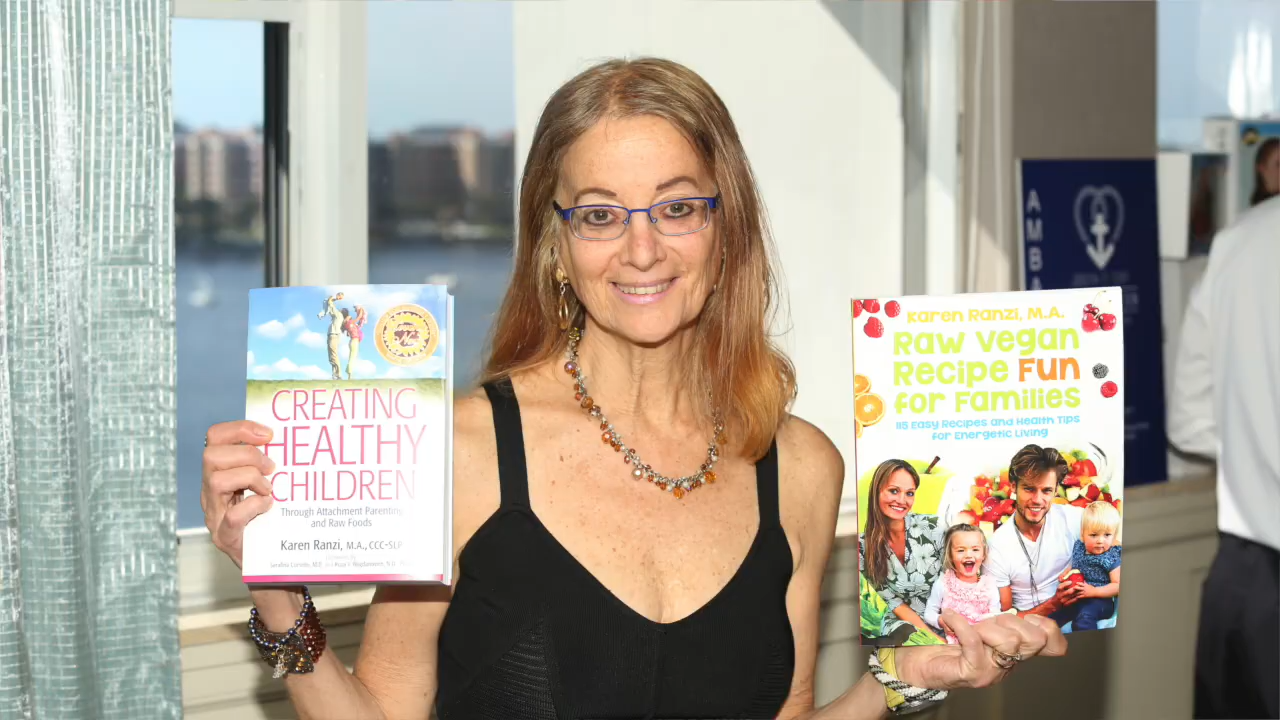 CREATING
HEALTHY
CHILDREN
Through Attachment Parenting
and Raw Foods
Karen Ranzi, M.A., CCC-SLP
Karen Ranzi, M.A.
Raw Vegan
Recipe Fun
for Families
115 Easy Recipes and Health Tips
for Energetic Living
AMBA